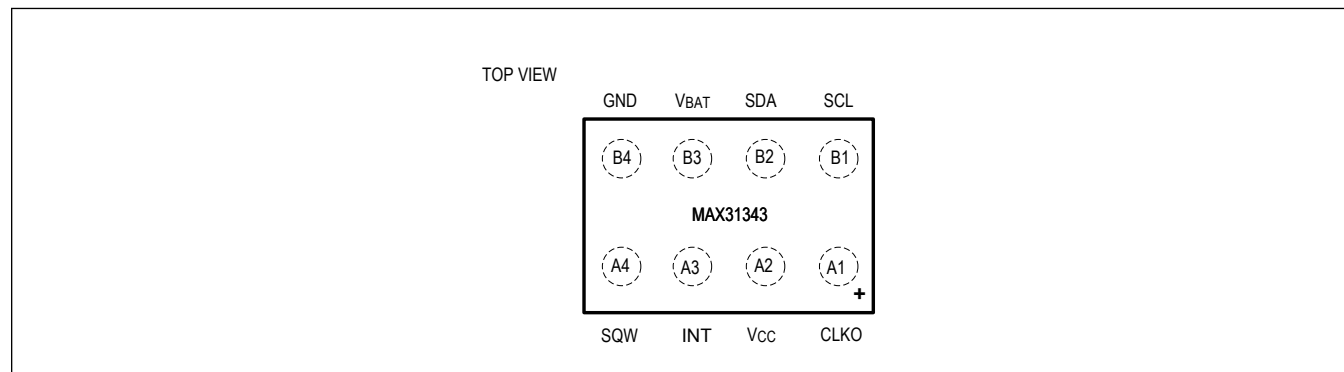 TOP VIEW
GND VBAT SDA SCL
B4 B3 B2 B1
MAX31343
A4 A3 A2 A1
+
SQW INT VCC CLKO